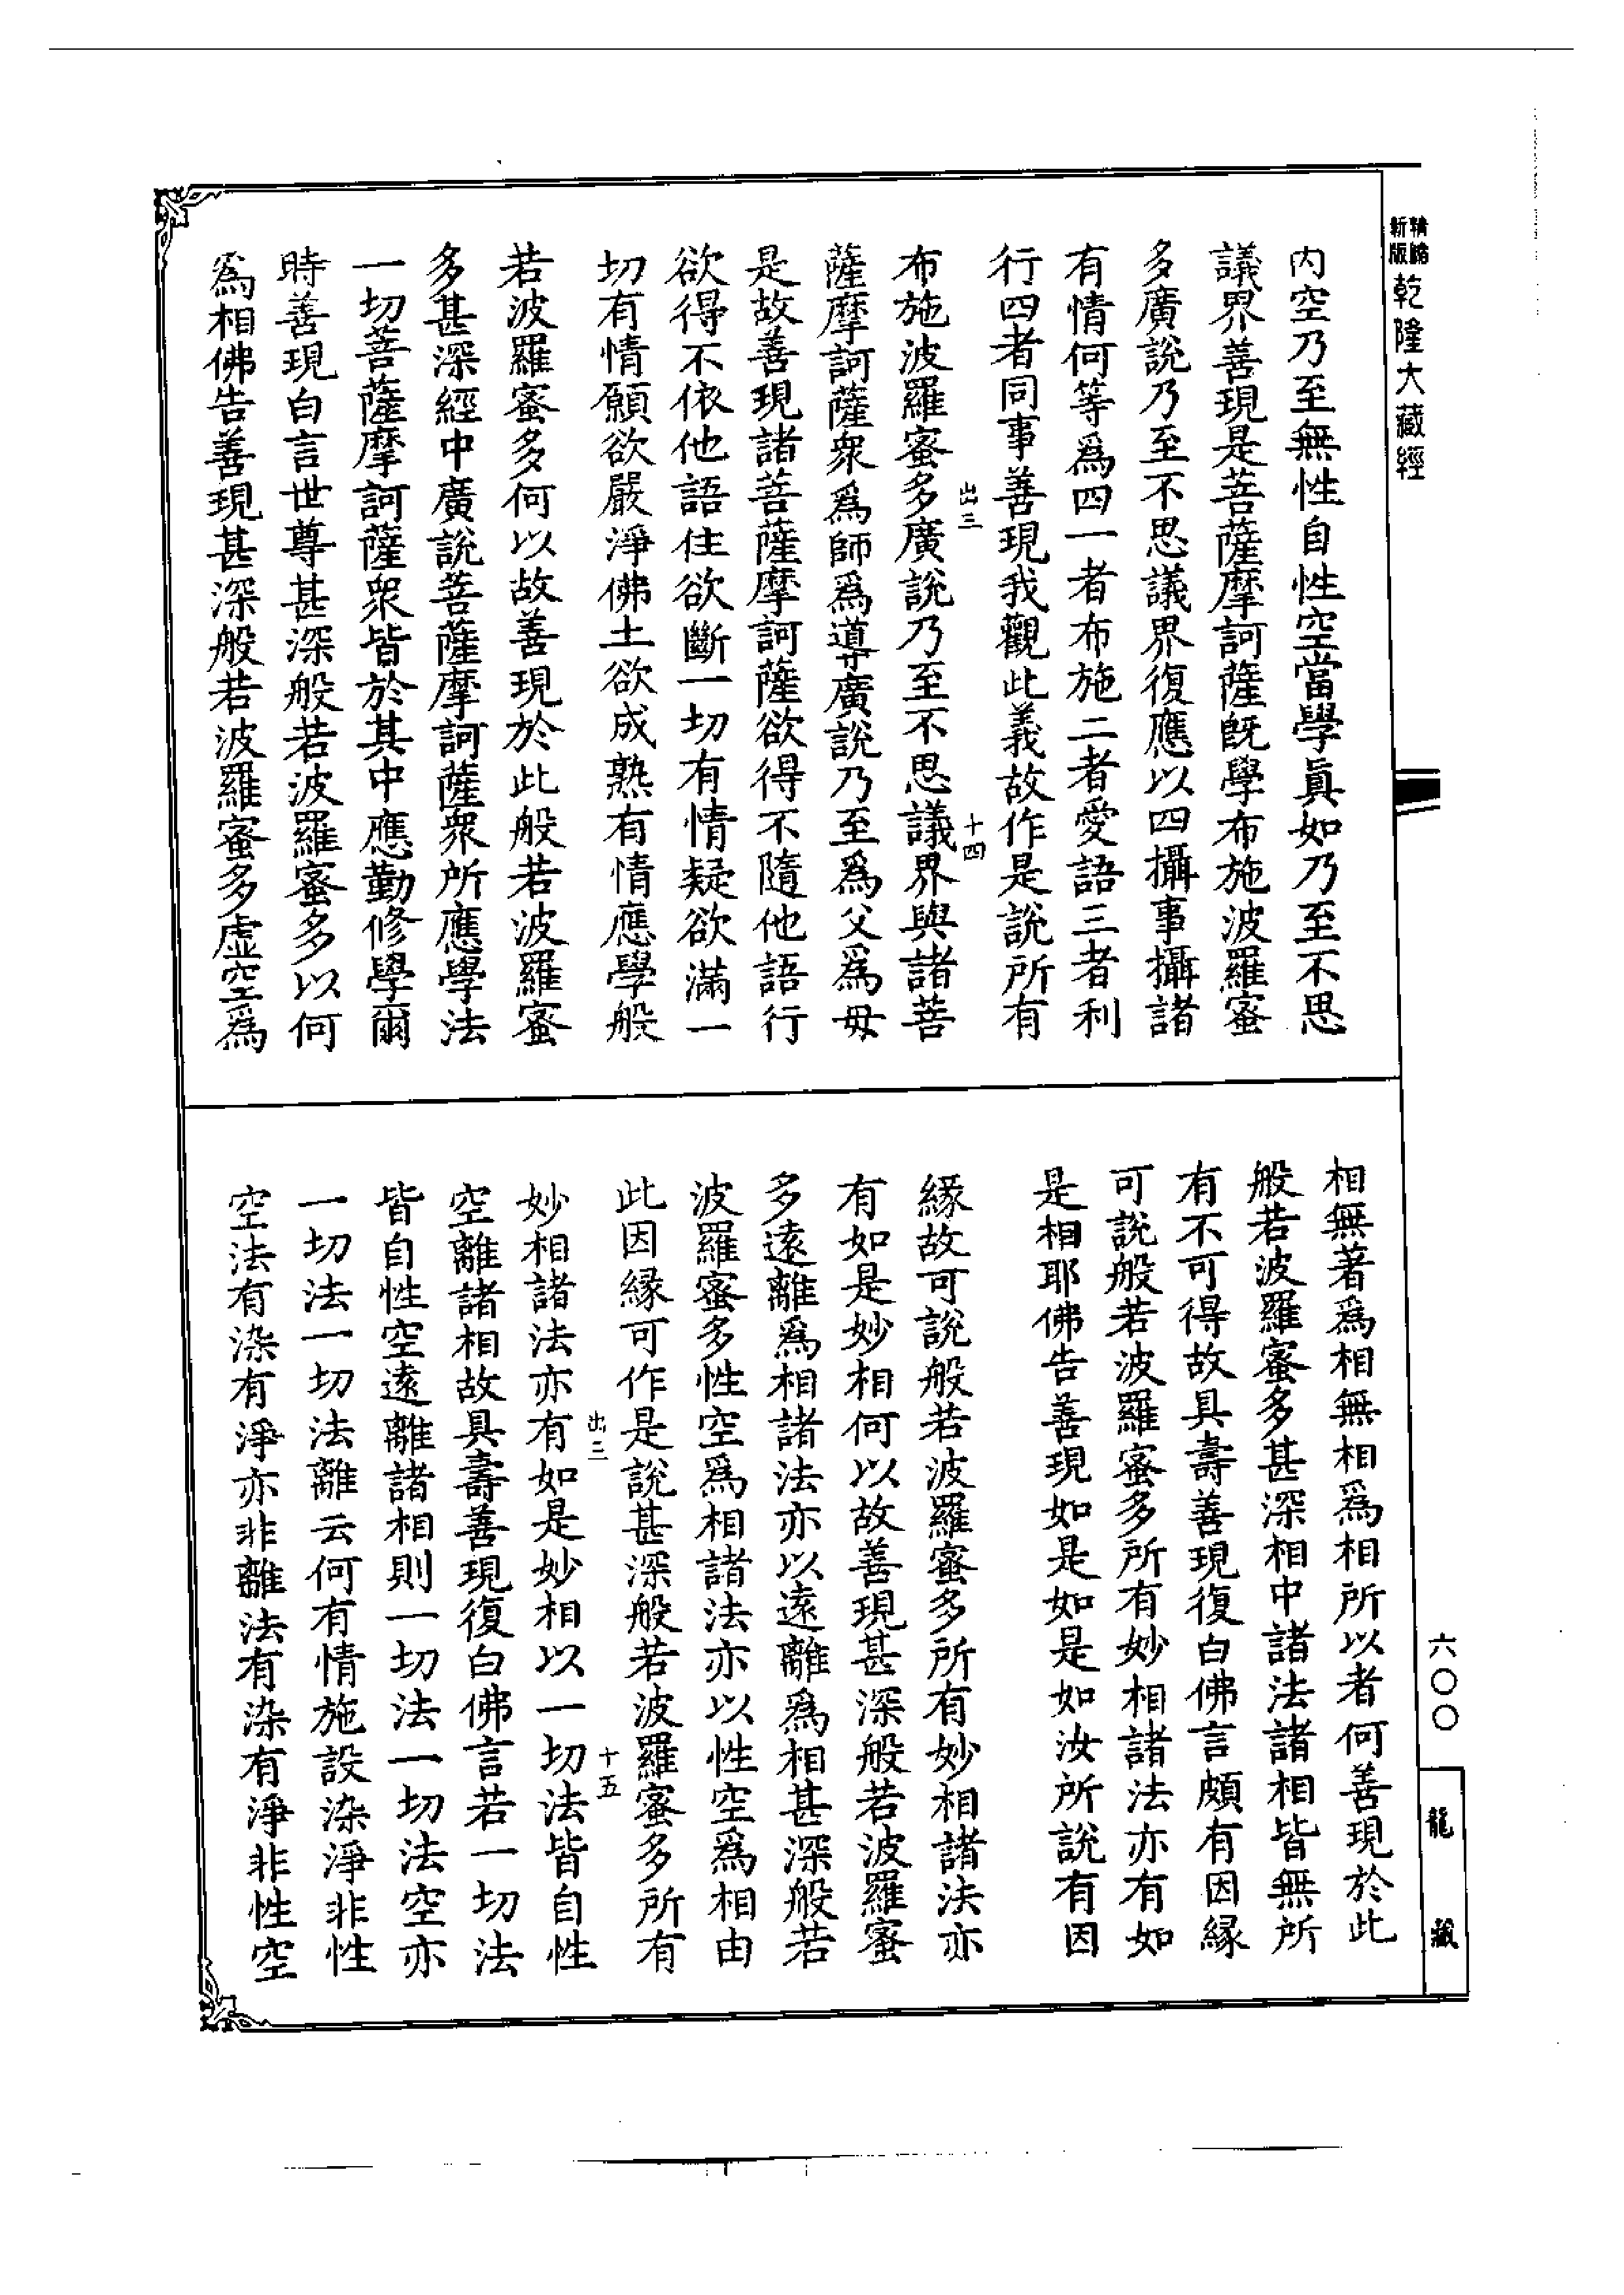 新版
精縮
乾隆大藏經
内空乃至無性自性空當學真如乃至不思
議界善現是菩薩摩訶薩旣學布施波羅蜜
多廣說乃至不思議界復應以四攝事攝諸
有情何等爲四一者布施二者愛語三者利
行四者同事善現我觀此義故作是說所有
出三
十四
布施波羅蜜多廣說乃至不思議界與諸菩
薩摩訶薩衆爲師爲導廣說乃至爲父爲母
是故善現諸菩薩摩訶薩欲得不隨他語行
欲得不依他語住欲斷一切有情疑欲滿一
切有情願欲嚴淨佛土欲成熟有情應學般
若波羅蜜多何以故善現於此般若波羅蜜
多甚深經中廣說菩薩摩訶薩衆所應學法
一切菩薩摩訶薩衆皆於其中應勤修學爾
時善現白言世尊甚深般若波羅蜜多以何
爲相佛告善現甚深般若波羅蜜多虚空爲
相無著爲相無相爲相所以者何善現於此
般若波羅蜜多甚深相中諸法諸相皆無所
有不可得故具壽善現復白佛言頗有因緣
可說般若波羅蜜多所有妙相諸法亦有如
是相耶佛告善現如是如是如汝所說有因
緣故可說般若波羅蜜多所有妙相諸法亦
有如是妙相何以故善現甚深般若波羅蜜
多遠離爲相諸法亦以遠離爲相甚深般若
波羅蜜多性空爲相諸法亦以性空爲相由
此因緣可作是說甚深般若波羅蜜多所有
出三
十五
妙相諸法亦有如是妙相以一切法皆自性
空離諸相故具壽善現復白佛言若一切法
皆自性空遠離諸相則一切法一切法空亦
一切法一切法離云何有情施設染淨非性
空法有染有淨亦非離法有染有淨非性空
六〇〇
龍藏